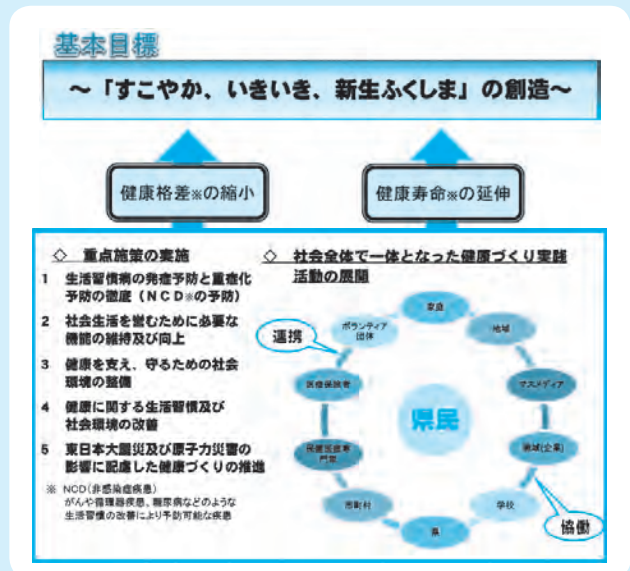 基本目標
～「すこやか、いきいき、新生ふくしま」の創造～
健康格差※の縮小
健康寿命※の延伸
◇ 重点施策の実施
1 生活習慣病の発症予防と重症化
予防の徹底（NCD※の予防）
2 社会生活を営むために必要な
機能の維持及び向上
3 健康を支え、守るための社会
環境の整備
4 健康に関する生活習慣及び
社会環境の改善
5 東日本大震災及び原子力災害の
影響に配慮した健康づくりの推進
※ NCD（非感染症疾患）
がんや循環器疾患、糖尿病などのような
生活習慣の改善により予防可能な疾患
◇ 社会全体で一体となった健康づくり実践
活動の展開
家庭
地域
マスメディア
職域(企業)
学校
県
市町村
保健医療専
門家
医療保険者
ボランティア
団体
県民
連携
協働